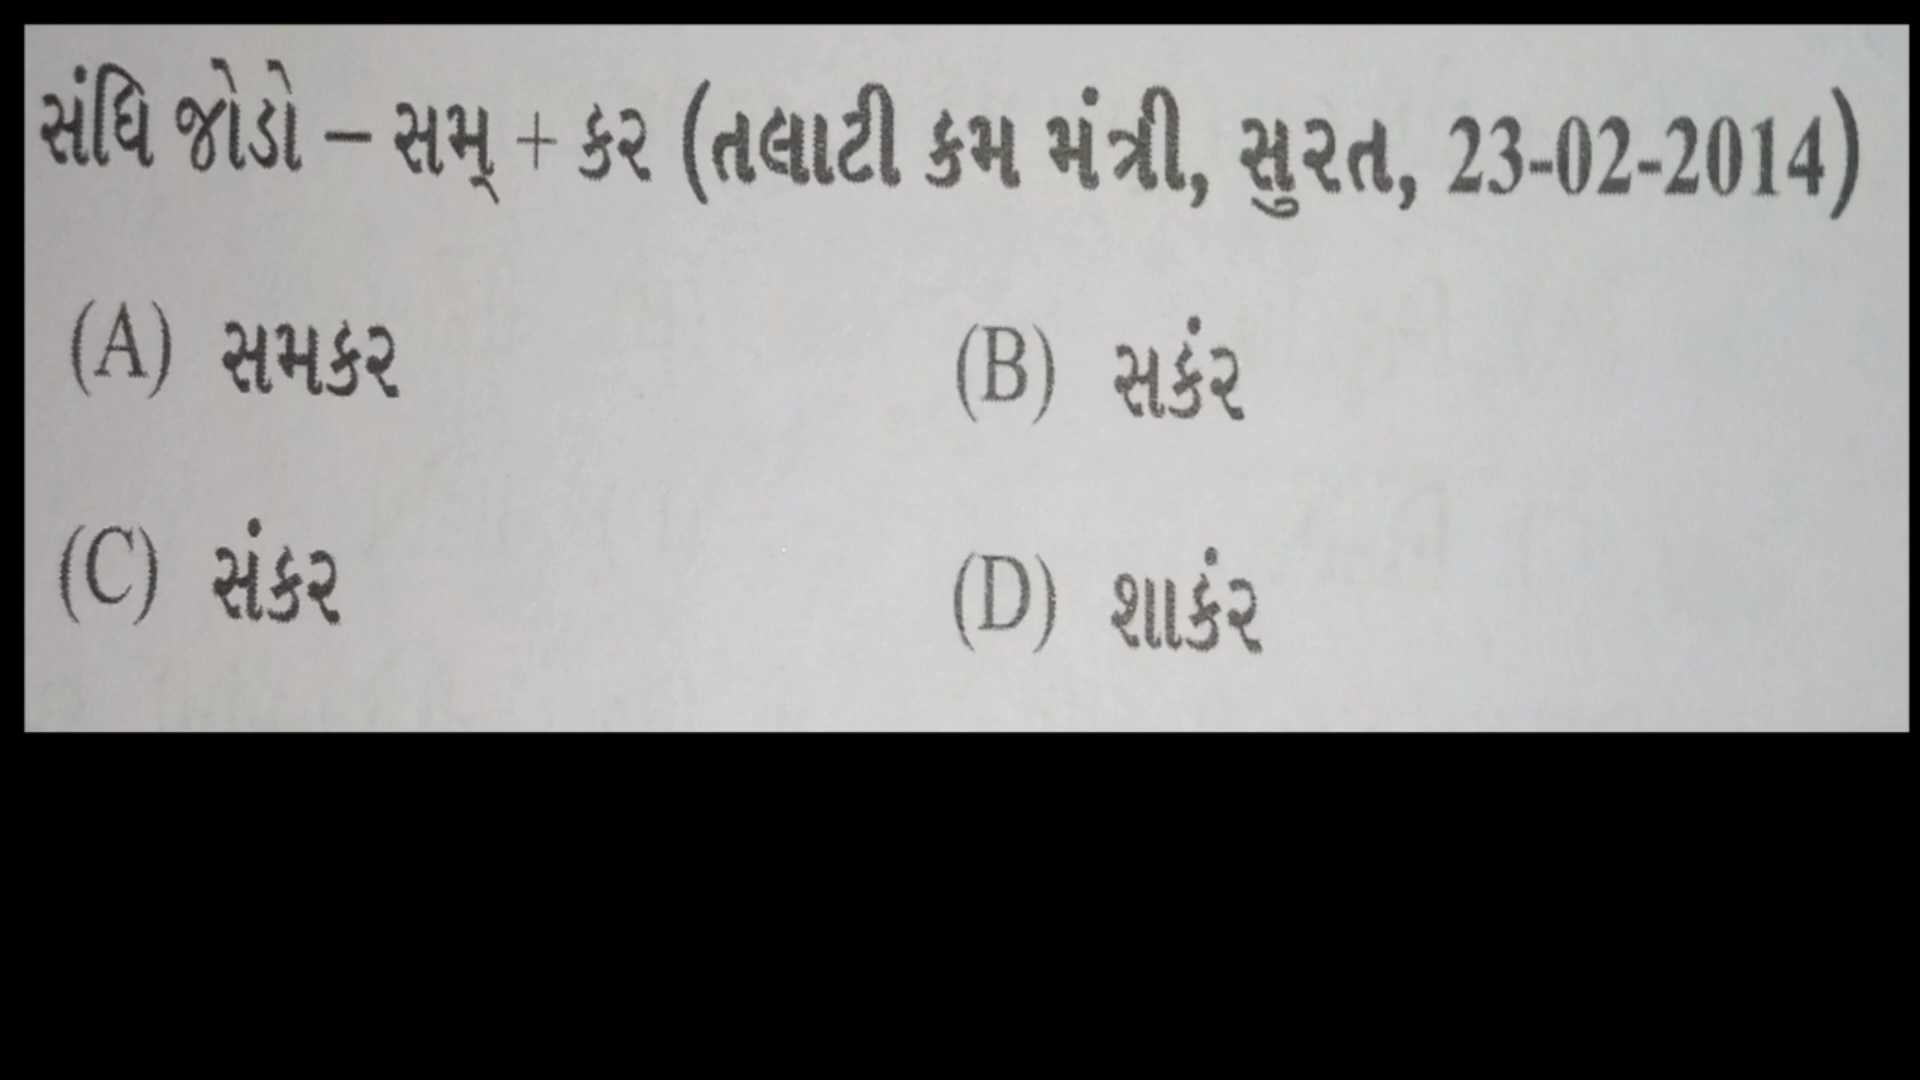 સંધિ જોડો – સમ્ + કર (તલાટી કમ મંત્રી, સુરત, 23-02-2014)
(A) સમકર (B) સકંર
(C) સંકર (D) શાકંર